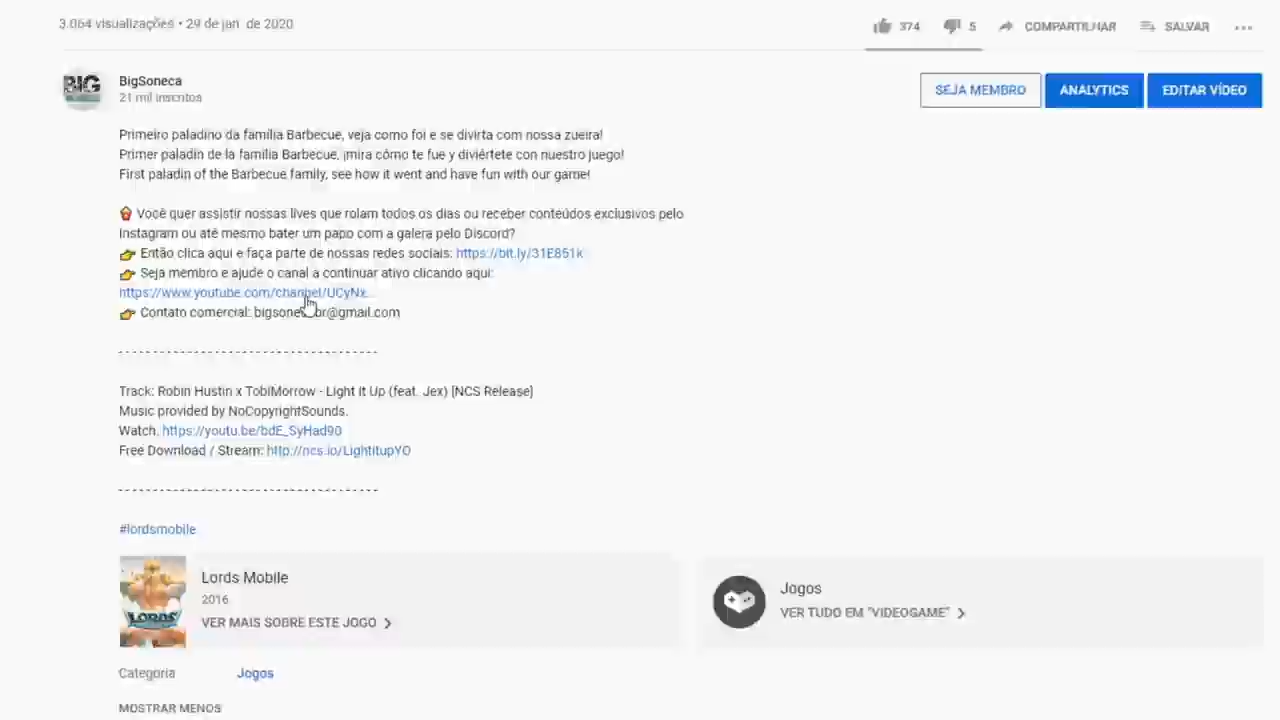 3.064 visualizações • 29 de jan. de 2020
374 5 COMPARTILHAR SALVAR
BIG
BigSoneca
21 mil inscritos
SEJA MEMBRO ANALYTICS EDITAR VÍDEO
Primeiro paladino da família Barbecue, veja como foi e se divirta com nossa zueira!
Primer paladin de la familia Barbecue, ¡mira cómo te fue y diviértete con nuestro juego!
First paladin of the Barbecue family, see how it went and have fun with our game!
Você quer assistir nossas lives que rolam todos os dias ou receber conteúdos exclusivos pelo
Instagram ou até mesmo bater um papo com a galera pelo Discord?
👉 Então clica aqui e faça parte de nossas redes sociais: https://bit.ly/31E851k
👉 Seja membro e ajude o canal a continuar ativo clicando aqui:
https://www.youtube.com/channel/UCyNx...
👉 Contato comercial:
---------------------------------------
Track: Robin Hustin x TobiMorrow - Light It Up (feat. Jex) [NCS Release]
Music provided by NoCopyrightSounds.
Watch: https://youtu.be/bdE_SyHad90
Free Download / Stream: http://ncs.io/LightitupYO
---------------------------------------
#lordsmobile
LORDS
Lords Mobile
2016
VER MAIS SOBRE ESTE JOGO
Jogos
VER TUDO EM "VIDEOGAME"
Categoria Jogos
MOSTRAR MENOS